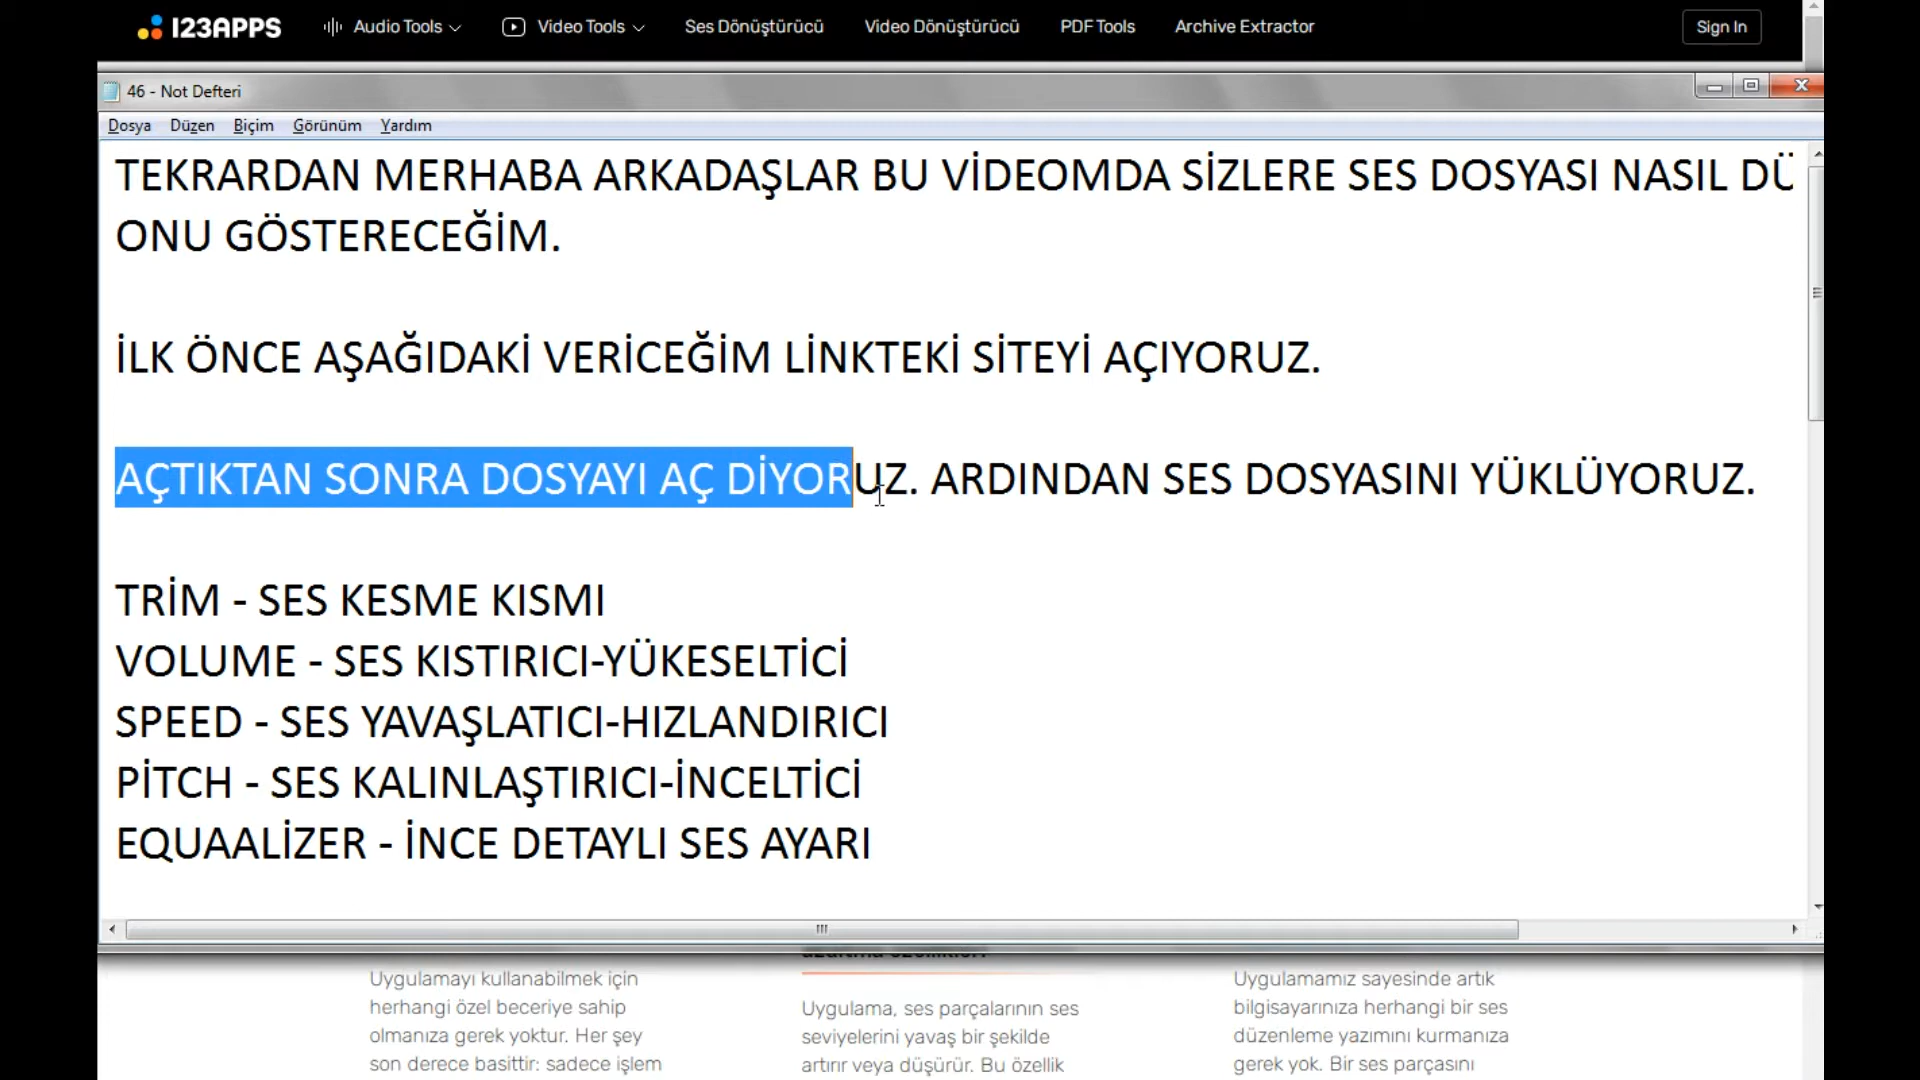 123APPS Audio Tools Video Tools Ses Dönüştürücü Video Dönüştürücü PDF Tools Archive Extractor Sign In
46 - Not Defteri
Dosya Düzen Biçim Görünüm Yardım
TEKRARDAN MERHABA ARKADAŞLAR BU VİDEOMDA SİZLERE SES DOSYASI NASIL DÜ
ONU GÖSTERECEĞİM.
İLK ÖNCE AŞAĞIDAKİ VERİCEĞİM LİNKTEKİ SİTEYİ AÇIYORUZ.
AÇTIKTAN SONRA DOSYAYI AÇ DİYORUZ. ARDINDAN SES DOSYASINI YÜKLÜYORUZ.
TRİM - SES KESME KISMI
VOLUME - SES KISTIRICI-YÜKESELTİCİ
SPEED - SES YAVAŞLATICI-HIZLANDIRICI
PİTCH - SES KALINLAŞTIRICI-İNCELTİCİ
EQUAALİZER - İNCE DETAYLI SES AYARI
Uygulamayı kullanabilmek için
herhangi özel beceriye sahip
olmanıza gerek yoktur. Her şey
son derece basittir: sadece işlem
Uygulama, ses parçalarının ses
seviyelerini yavaş bir şekilde
artırır veya düşürür. Bu özellik
Uygulamamız sayesinde artık
bilgisayarınıza herhangi bir ses
düzenleme yazımını kurmanıza
gerek yok. Bir ses parçasını